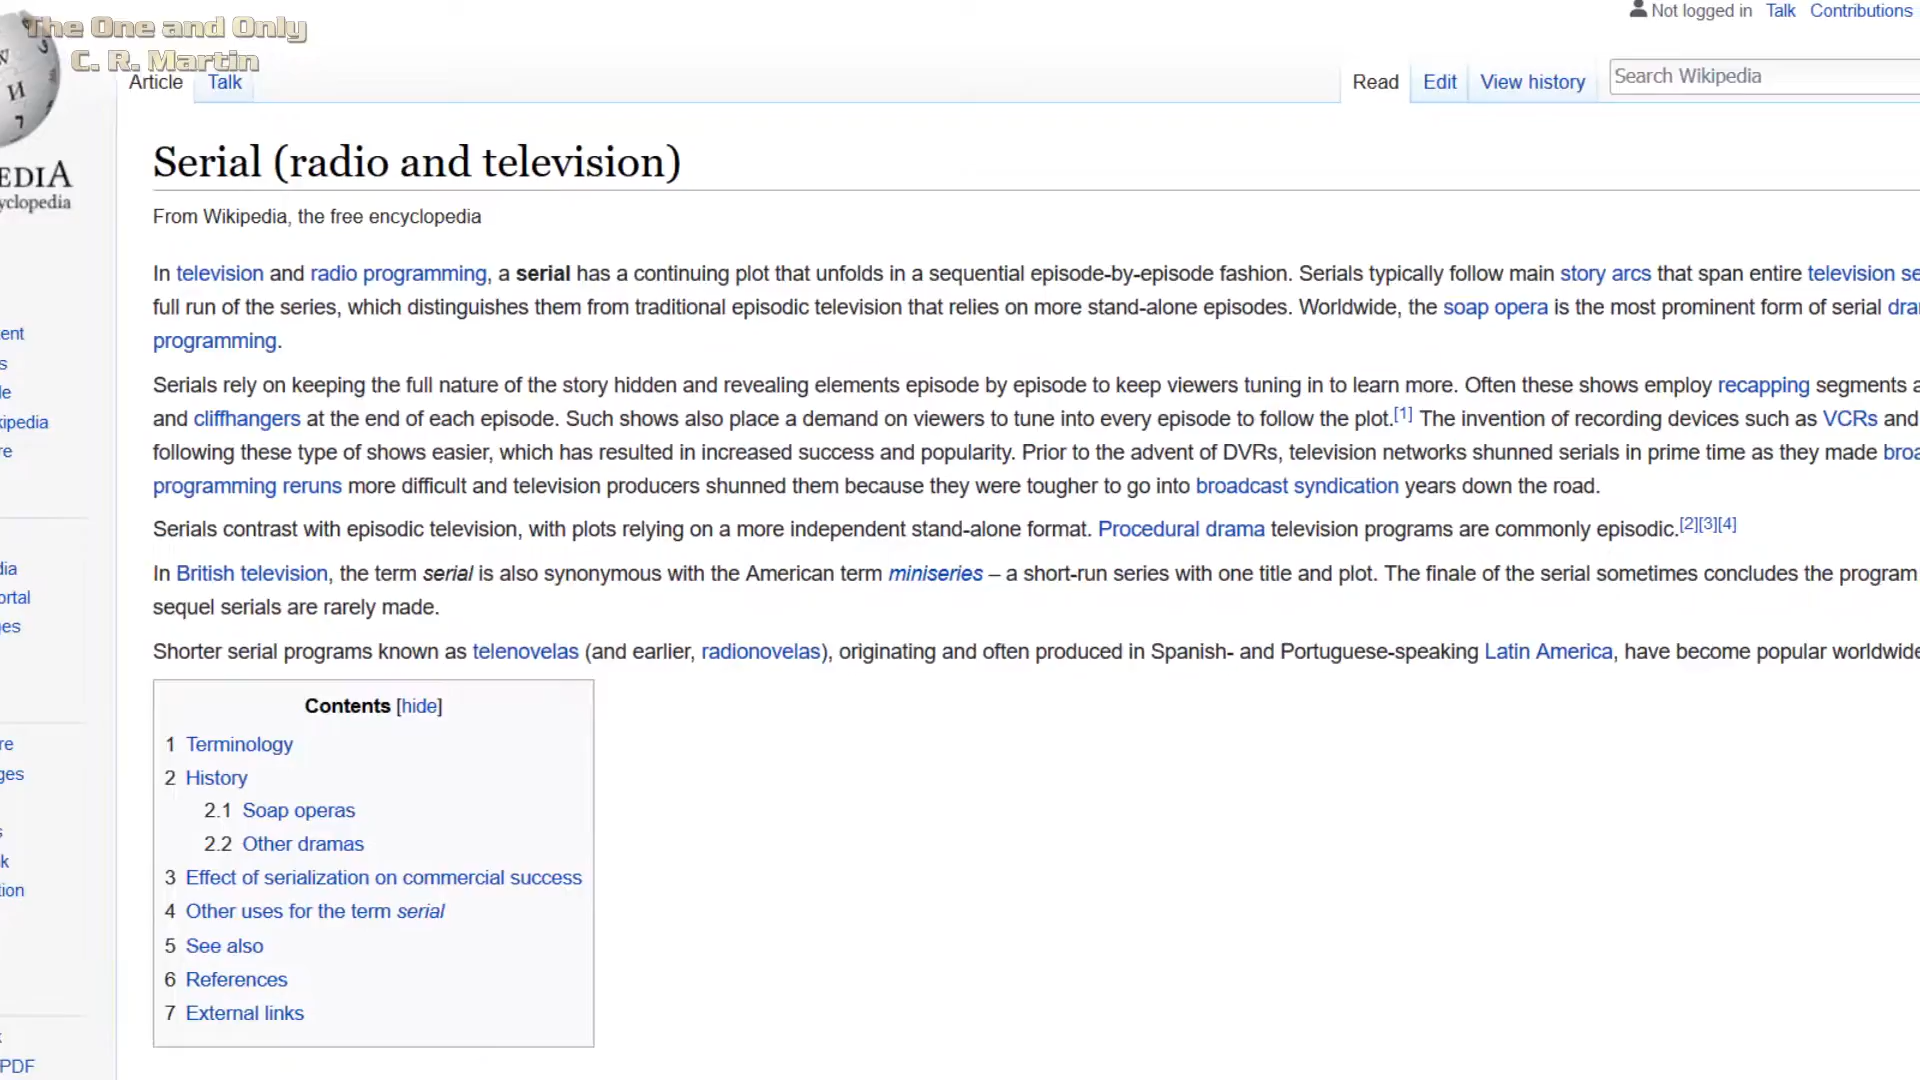 The One and Only
C. R. Martin
Not logged in Talk Contributions
Article Talk
Read Edit View history
Search Wikipedia
EDIA
yclopedia
Serial (radio and television)
From Wikipedia, the free encyclopedia
In television and radio programming, a serial has a continuing plot that unfolds in a sequential episode-by-episode fashion. Serials typically follow main story arcs that span entire television se
full run of the series, which distinguishes them from traditional episodic television that relies on more stand-alone episodes. Worldwide, the soap opera is the most prominent form of serial dra
programming.
Serials rely on keeping the full nature of the story hidden and revealing elements episode by episode to keep viewers tuning in to learn more. Often these shows employ recapping segments a
and cliffhangers at the end of each episode. Such shows also place a demand on viewers to tune into every episode to follow the plot.[1] The invention of recording devices such as VCRs and
following these type of shows easier, which has resulted in increased success and popularity. Prior to the advent of DVRs, television networks shunned serials in prime time as they made broa
programming reruns more difficult and television producers shunned them because they were tougher to go into broadcast syndication years down the road.
Serials contrast with episodic television, with plots relying on a more independent stand-alone format. Procedural drama television programs are commonly episodic.[2][3][4]
In British television, the term serial is also synonymous with the American term miniseries – a short-run series with one title and plot. The finale of the serial sometimes concludes the program
sequel serials are rarely made.
Shorter serial programs known as telenovelas (and earlier, radionovelas), originating and often produced in Spanish- and Portuguese-speaking Latin America, have become popular worldwide
Contents [hide]
1 Terminology
2 History
2.1 Soap operas
2.2 Other dramas
3 Effect of serialization on commercial success
4 Other uses for the term serial
5 See also
6 References
7 External links
ent
s
le
kipedia
re
dia
ortal
ges
re
ges
s
k
tion
PDF